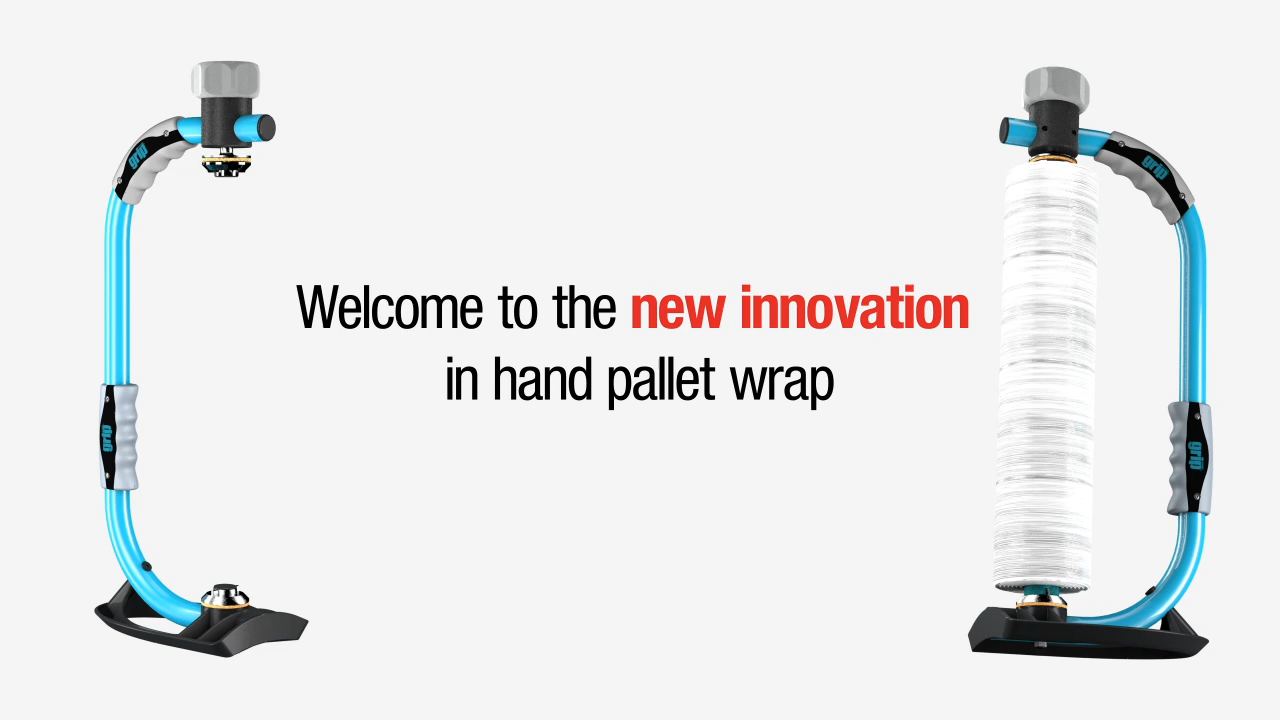 grip
grip
Welcome to the new innovation
in hand pallet wrap
grip
grip